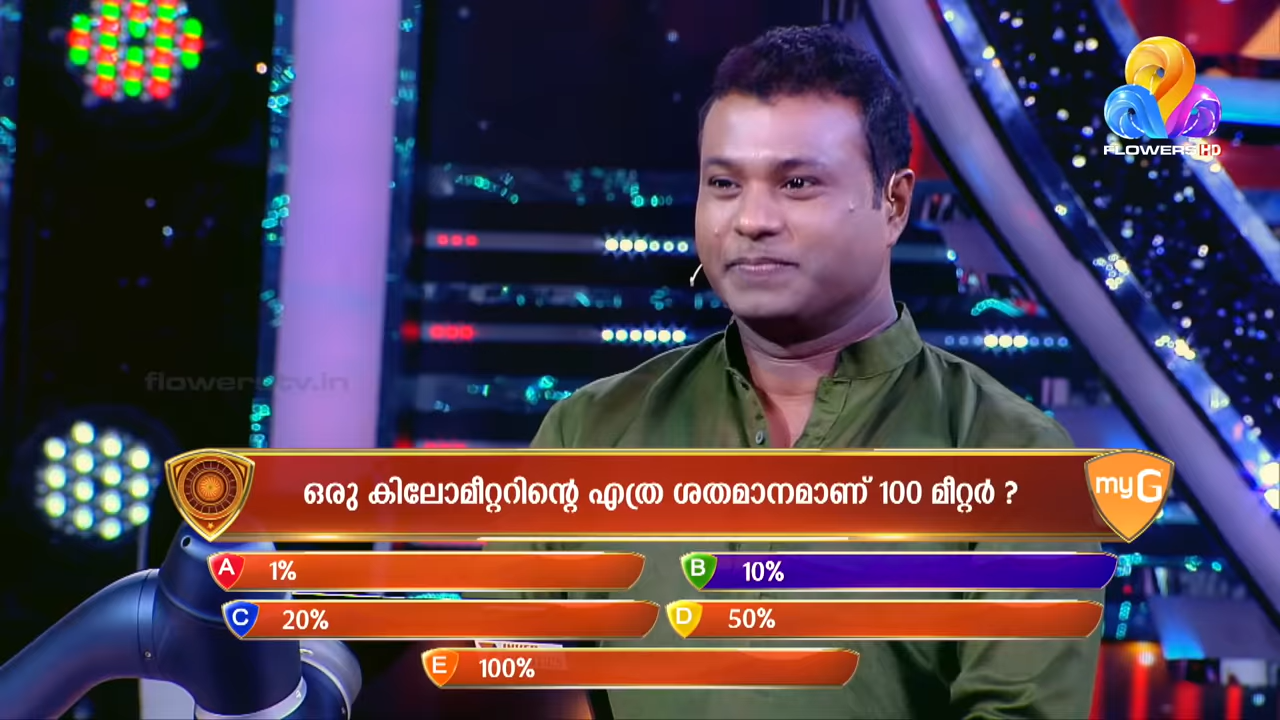 FLOWERS HD
flowerstv.in
ഒരു കിലോമീറ്ററിന്റെ എത്ര ശതമാനമാണ് 100 മീറ്റർ ?
myG
A 1%
B 10%
C 20%
D 50%
E 100%